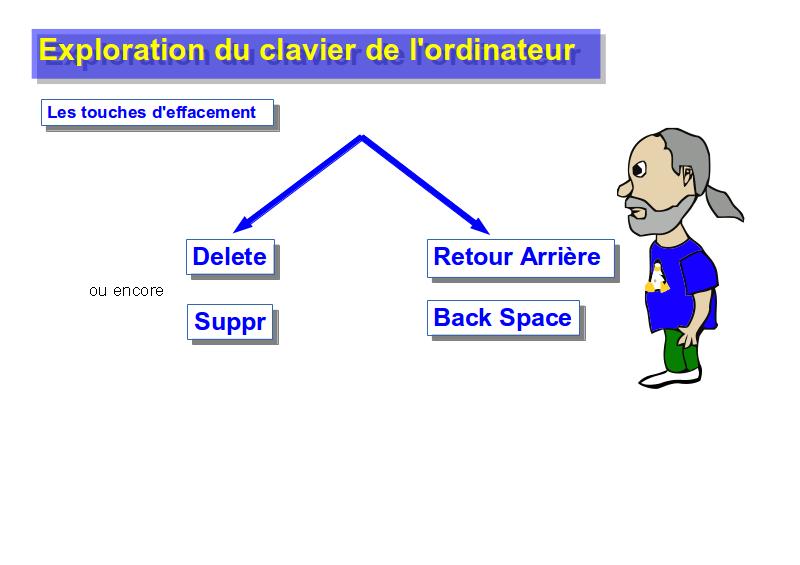 Exploration du clavier de l'ordinateur
Les touches d'effacement
Delete
Retour Arrière
ou encore
Suppr
Back Space